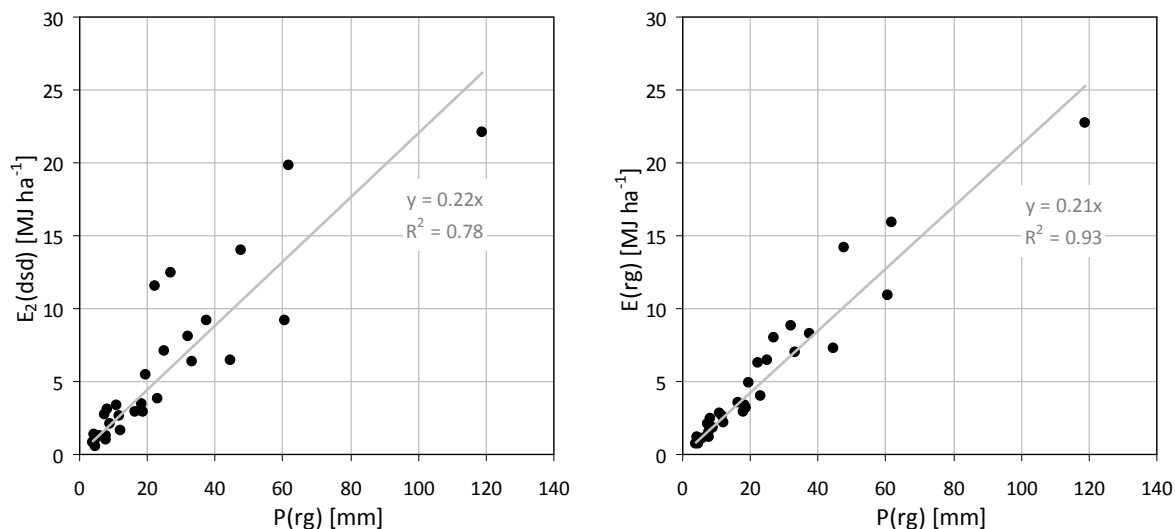 30
25
20
15
10
5
0
E₂(dsd) [MJ ha⁻¹]
y = 0.22x
R² = 0.78
0 20 40 60 80 100 120 140
P(rg) [mm]
30
25
20
15
10
5
0
E(rg) [MJ ha⁻¹]
y = 0.21x
R² = 0.93
0 20 40 60 80 100 120 140
P(rg) [mm]